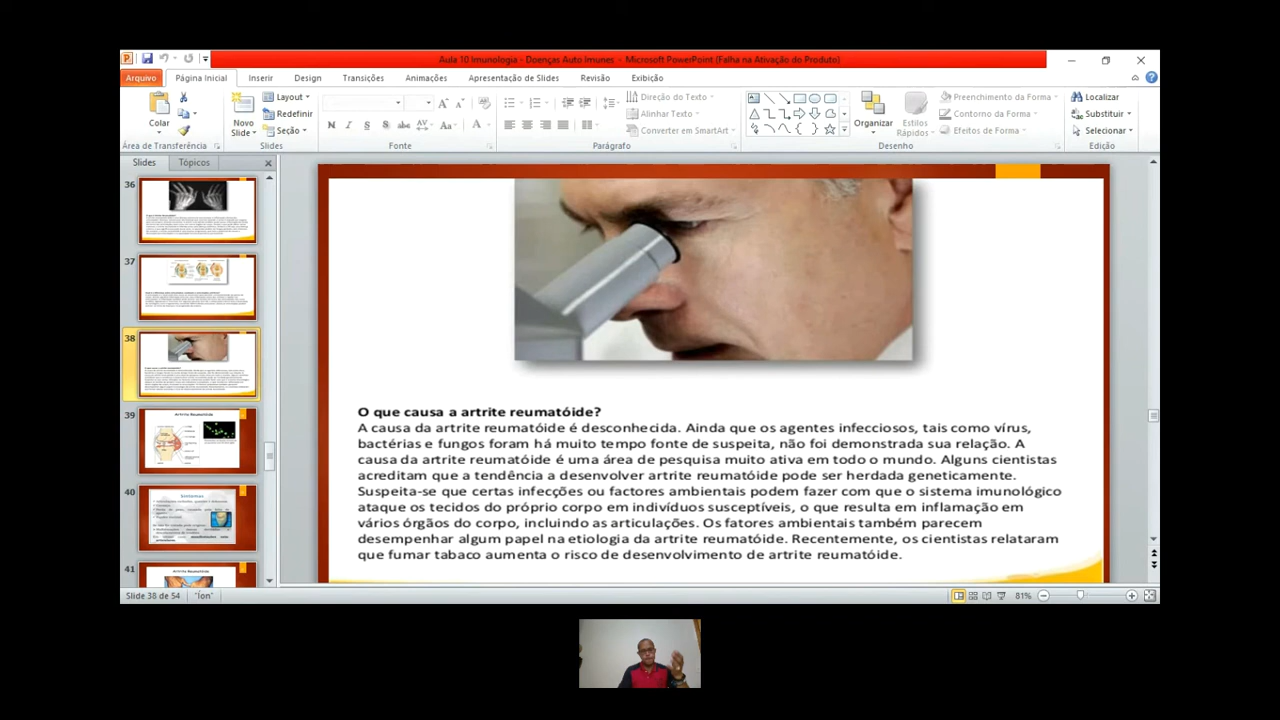 Aula 10 Imunologia - Doenças Auto Imunes - Microsoft PowerPoint (Falha na Ativação do Produto)
Arquivo Página Inicial Inserir Design Transições Animações Apresentação de Slides Revisão Exibição
Colar
Novo Slide
Layout
Redefinir
Seção
Direção do Texto
Alinhar Texto
Converter em SmartArt
Organizar
Estilos Rápidos
Preenchimento da Forma
Contorno da Forma
Efeitos de Forma
Localizar
Substituir
Selecionar
Área de Transferência Slides Fonte Parágrafo Desenho Edição
Slides Tópicos
36
37
38
39
Artrite Reumatóide
40
Sintomas
41
Artrite Reumatóide
O que causa a artrite reumatóide?
A causa da artrite reumatóide é desconhecida. Ainda que os agentes infecciosos, tais como vírus,
bactérias e fungos foram há muito tempo fonte de suspeita, não foi demonstrada sua relação. A
causa da artrite reumatóide é uma área de pesquisa muito ativa em todo o mundo. Alguns cientistas
acreditam que a tendência a desenvolver artrite reumatóide pode ser herdada geneticamente.
Suspeita-se que certas infecções ou factores ambientais podem fazer com que o sistema imunológico
ataque os tecidos do próprio corpo em indivíduos susceptíveis, o que resulta em inflamação em
vários órgãos do corpo, incluindo as articulações. Os fatores ambientais também parecem
desempenhar algum papel na etiologia da artrite reumatóide. Recentemente, os cientistas relataram
que fumar tabaco aumenta o risco de desenvolvimento de artrite reumatóide.
Slide 38 de 54 "Íon" 81%